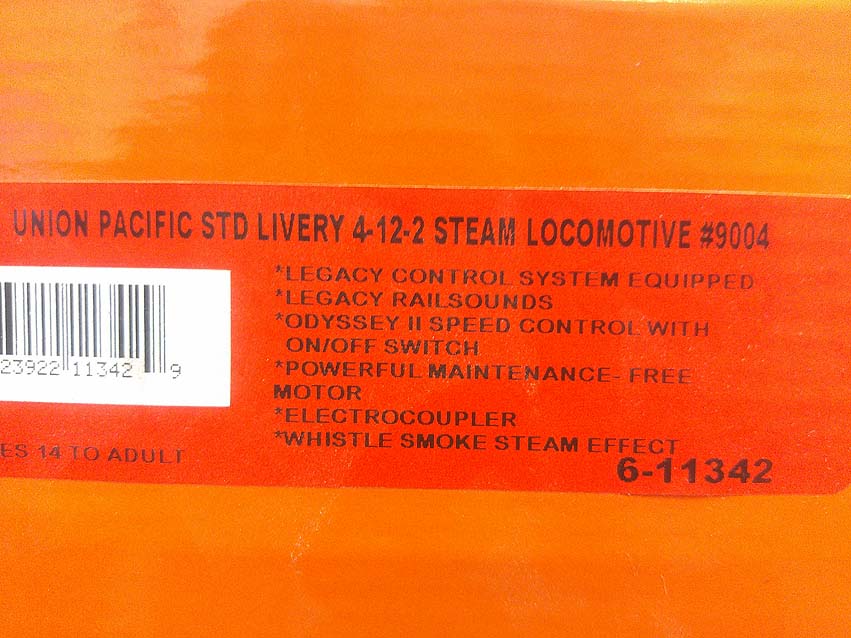 UNION PACIFIC STD LIVERY 4-12-2 STEAM LOCOMOTIVE #9004
*LEGACY CONTROL SYSTEM EQUIPPED
*LEGACY RAILSOUNDS
*ODYSSEY II SPEED CONTROL WITH
ON/OFF SWITCH
*POWERFUL MAINTENANCE- FREE
MOTOR
*ELECTROCOUPLER
*WHISTLE SMOKE STEAM EFFECT
23922 11342 9
ES 14 TO ADULT
6-11342